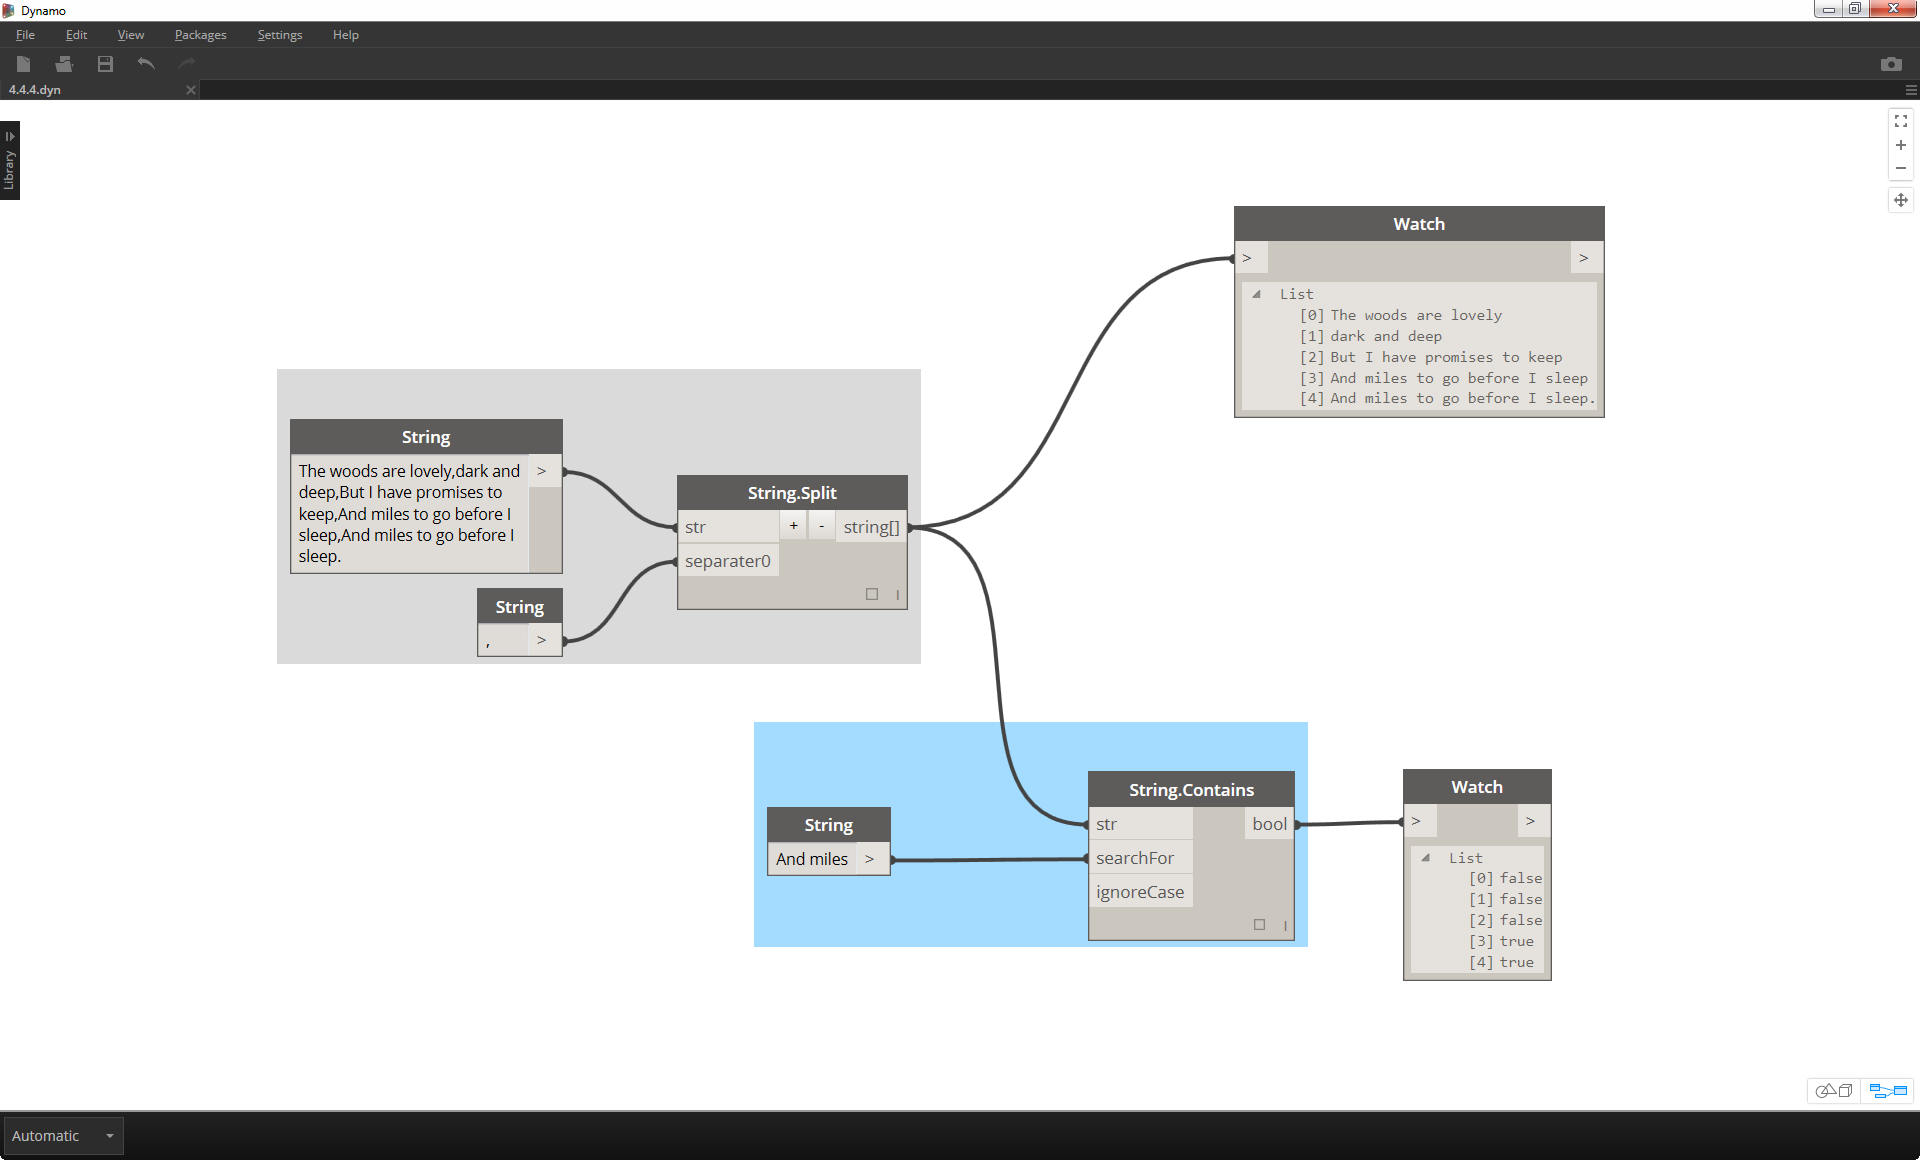 Dynamo
File Edit View Packages Settings Help
4.4.4.dyn
Library
Watch
> >
List
[0] The woods are lovely
[1] dark and deep
[2] But I have promises to keep
[3] And miles to go before I sleep
[4] And miles to go before I sleep.
String
The woods are lovely,dark and >
deep,But I have promises to
keep,And miles to go before I
sleep,And miles to go before I
sleep.
String.Split
str + - string[]
separater0
String
, >
String
And miles >
String.Contains
str bool
searchFor
ignoreCase
Watch
> >
List
[0] false
[1] false
[2] false
[3] true
[4] true
Automatic